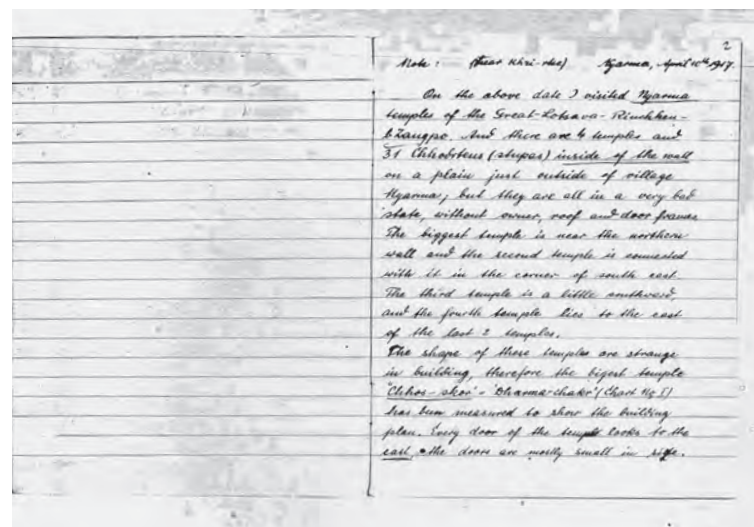 2
Note : (near Khri-rtse) Nyarma, April 10th, 1917.
On the above date I visited Nyarma
temples of the Great-Lotsava-Rinchhen-
bZangpo. And there are 4 temples and
31 Chhobrtens (stupas) inside of the wall
on a plain just outside of village
Nyarma; but they are all in a very bad
state, without owner, roof and door frames
The biggest temple is near the northern
wall and the second temple is connected
with it in the corner of south east.
The third temple is a little southward,
and the fourth temple lies to the east
of the last 2 temples.
The shape of these temples are strange
in building, therefore the bigest temple
'Chhos-skor' = 'Dharma-chakr' (Chart No I)
has been measured to show the building
plan. Every door of the temple looks to the
east, the doors are mostly small in size.